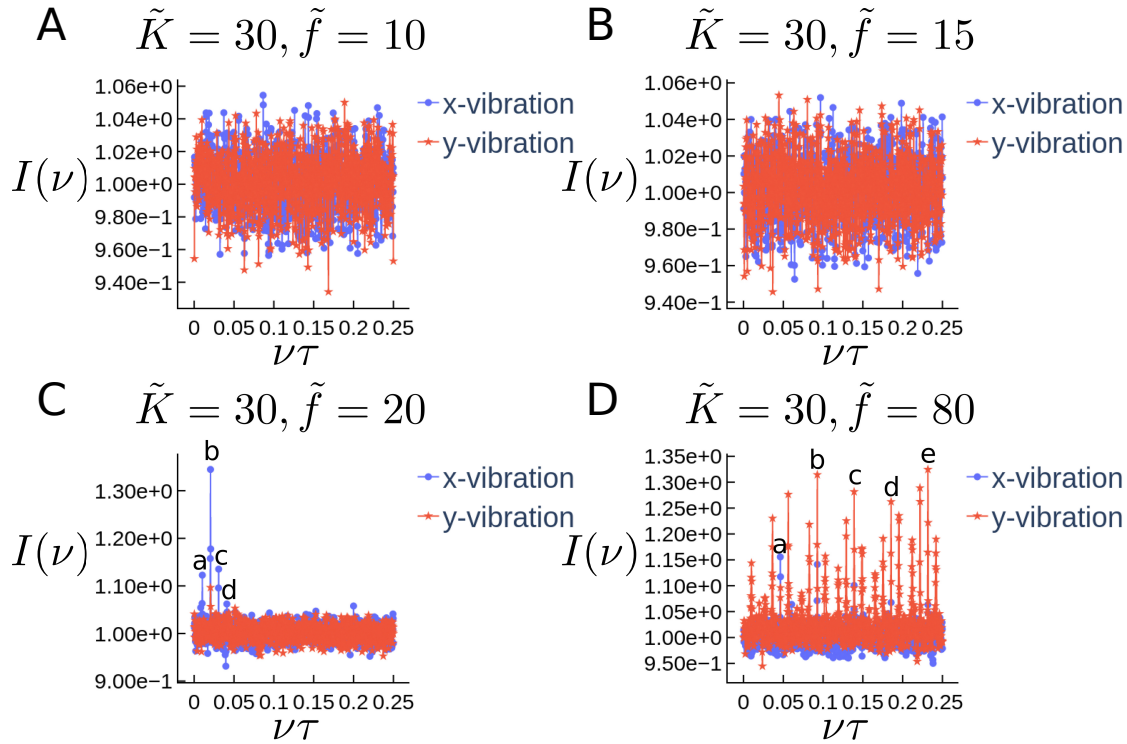 A
K̃ = 30, f̃ = 10
1.06e+0
1.04e+0
1.02e+0
1.00e+0
9.80e−1
9.60e−1
9.40e−1
I(ν)
0 0.05 0.1 0.15 0.2 0.25
ντ
x-vibration
y-vibration
B
K̃ = 30, f̃ = 15
1.06e+0
1.04e+0
1.02e+0
1.00e+0
9.80e−1
9.60e−1
9.40e−1
I(ν)
0 0.05 0.1 0.15 0.2 0.25
ντ
x-vibration
y-vibration
C
K̃ = 30, f̃ = 20
1.30e+0
1.20e+0
1.10e+0
1.00e+0
9.00e−1
I(ν)
b
a c
d
0 0.05 0.1 0.15 0.2 0.25
ντ
x-vibration
y-vibration
D
K̃ = 30, f̃ = 80
1.35e+0
1.30e+0
1.25e+0
1.20e+0
1.15e+0
1.10e+0
1.05e+0
1.00e+0
9.50e−1
I(ν)
a
b
c
d
e
0 0.05 0.1 0.15 0.2 0.25
ντ
x-vibration
y-vibration